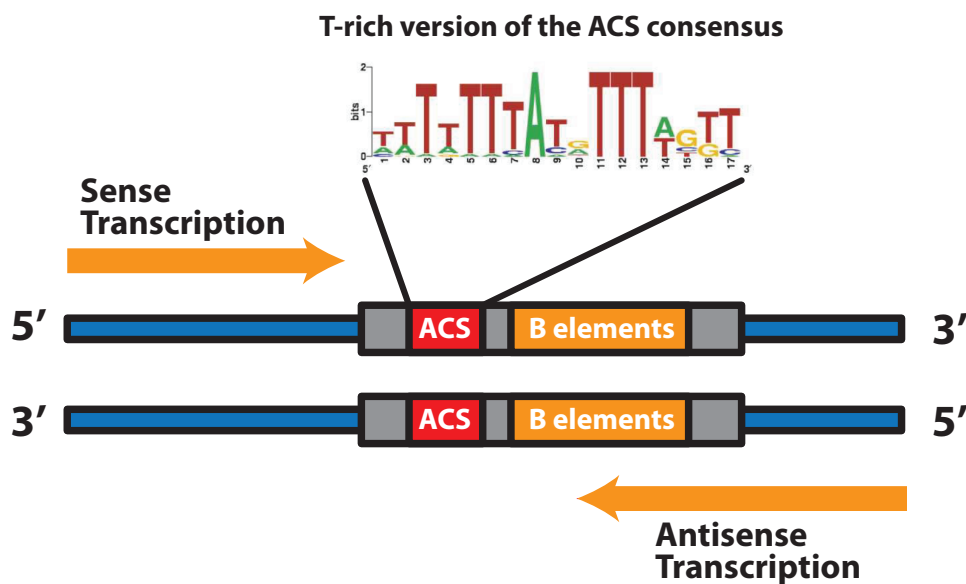 T-rich version of the ACS consensus
2
bits
1
0
5' 1 2 3 4 5 6 7 8 9 10 11 12 13 14 15 16 17 3'
Sense
Transcription
5' ACS B elements 3'
3' ACS B elements 5'
Antisense
Transcription